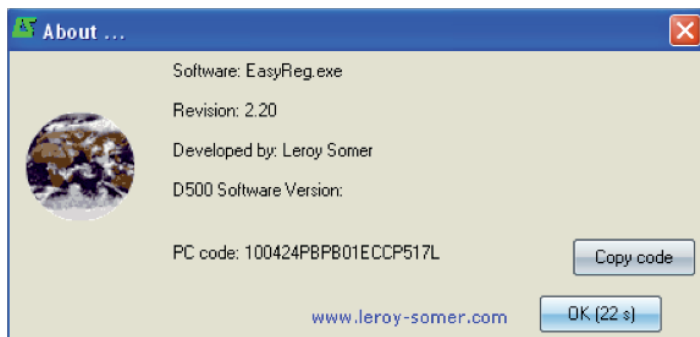 About ...
Software: EasyReg.exe
Revision: 2.20
Developed by: Leroy Somer
D500 Software Version:
PC code: 100424PBPB01ECCP517L
Copy code
www.leroy-somer.com
OK (22 s)